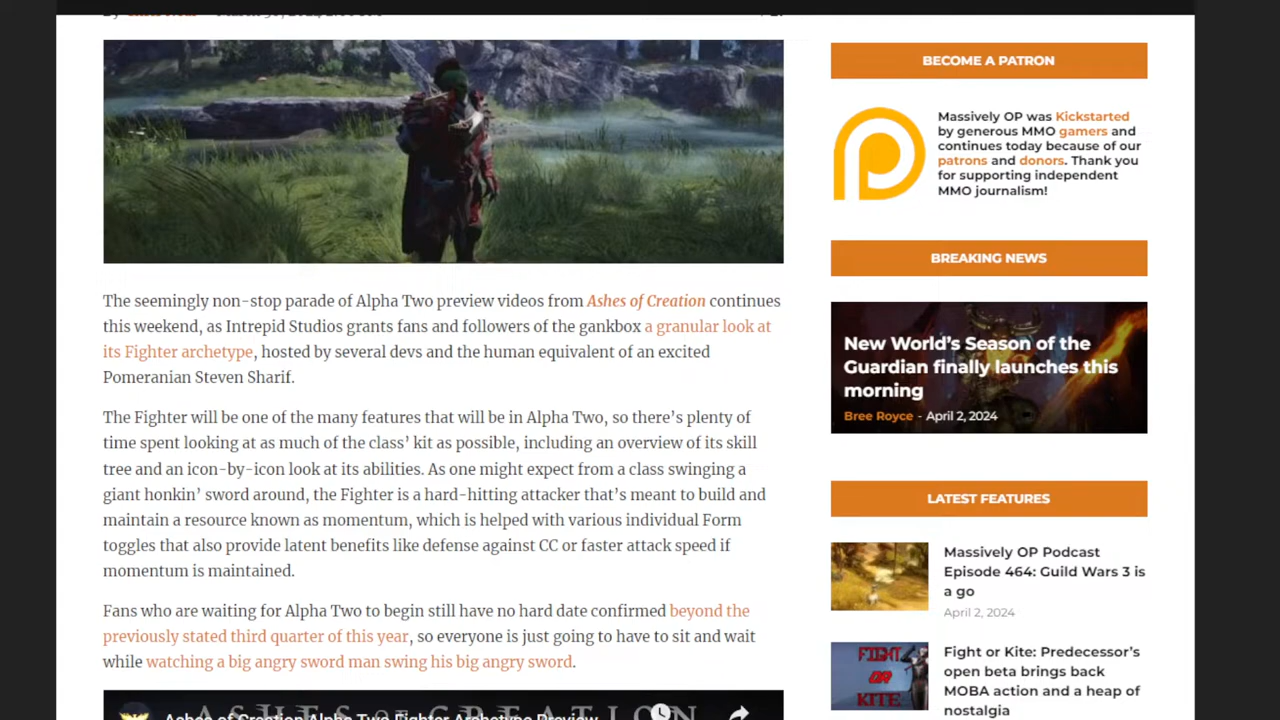 The seemingly non-stop parade of Alpha Two preview videos from Ashes of Creation continues
this weekend, as Intrepid Studios grants fans and followers of the gankbox a granular look at
its Fighter archetype, hosted by several devs and the human equivalent of an excited
Pomeranian Steven Sharif.
The Fighter will be one of the many features that will be in Alpha Two, so there’s plenty of
time spent looking at as much of the class’ kit as possible, including an overview of its skill
tree and an icon-by-icon look at its abilities. As one might expect from a class swinging a
giant honkin’ sword around, the Fighter is a hard-hitting attacker that’s meant to build and
maintain a resource known as momentum, which is helped with various individual Form
toggles that also provide latent benefits like defense against CC or faster attack speed if
momentum is maintained.
Fans who are waiting for Alpha Two to begin still have no hard date confirmed beyond the
previously stated third quarter of this year, so everyone is just going to have to sit and wait
while watching a big angry sword man swing his big angry sword.
Ashes of Creation Alpha Two Fighter Archetype Preview
BECOME A PATRON
Massively OP was Kickstarted
by generous MMO gamers and
continues today because of our
patrons and donors. Thank you
for supporting independent
MMO journalism!
BREAKING NEWS
New World’s Season of the
Guardian finally launches this
morning
Bree Royce - April 2, 2024
LATEST FEATURES
Massively OP Podcast
Episode 464: Guild Wars 3 is
a go
April 2, 2024
FIGHT
OR
KITE
Fight or Kite: Predecessor’s
open beta brings back
MOBA action and a heap of
nostalgia